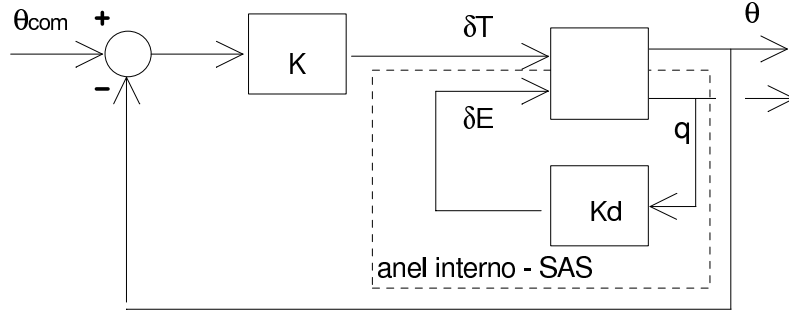 θcom
+
−
K
δT
θ
δE
q
Kd
anel interno - SAS